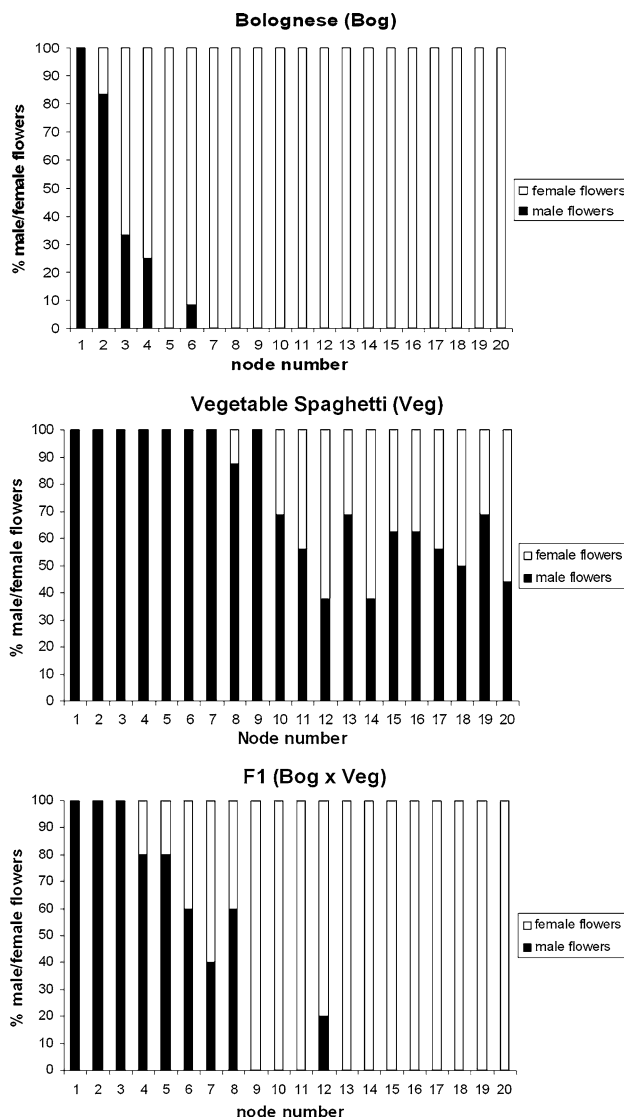 Bolognese (Bog)
% male/female flowers
100
90
80
70
60
50
40
30
20
10
0
1 2 3 4 5 6 7 8 9 10 11 12 13 14 10 17 18 19 20
node number
female flowers
male flowers
Vegetable Spaghetti (Veg)
% male/female flowers
100
90
80
70
60
50
40
30
20
10
0
1 2 3 4 5 6 7 8 9 10 11 12 13 14 15 16 17 18 19 20
Node number
female flowers
male flowers
F1 (Bog x Veg)
% male/female flowers
100
90
80
70
60
50
40
30
20
10
0
1 2 3 4 5 6 7 8 9 10 11 12 13 14 15 16 17 18 19 20
node number
female flowers
male flowers